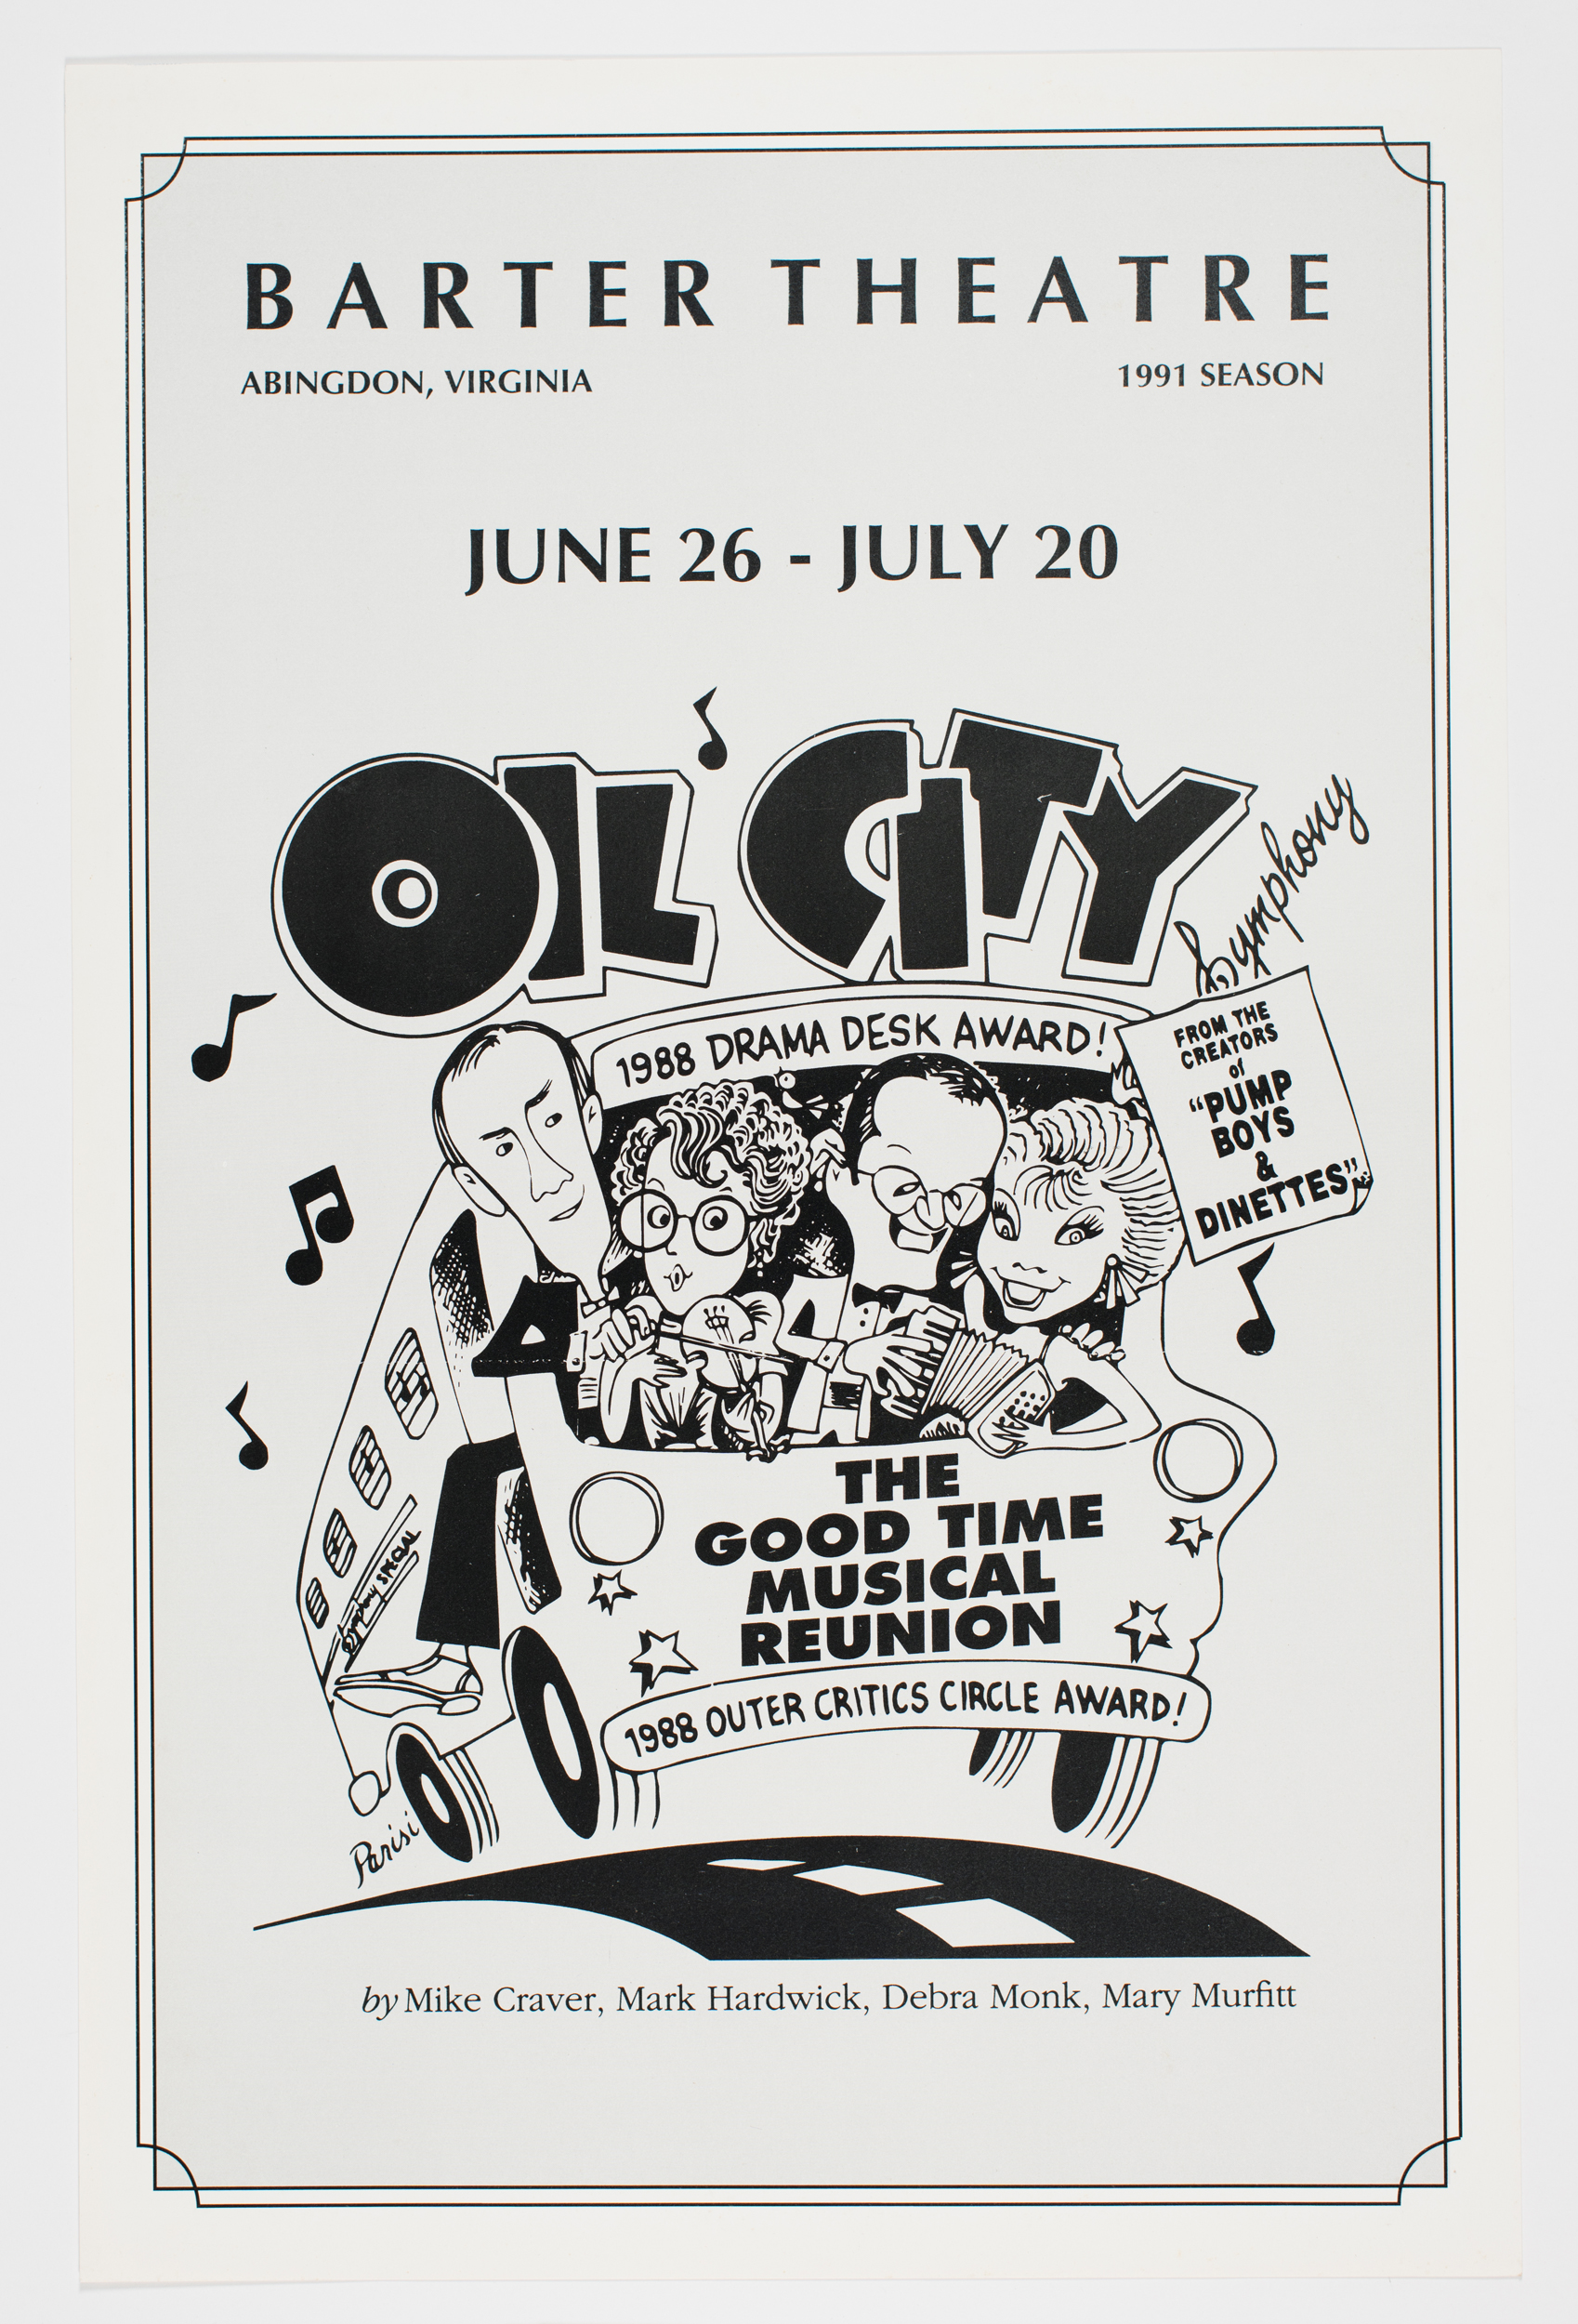 BARTER THEATRE
ABINGDON, VIRGINIA
1991 SEASON
JUNE 26 - JULY 20
OIL CITY
Symphony
1988 DRAMA DESK AWARD!
FROM THE
CREATORS
of
"PUMP
BOYS
&
DINETTES"
THE
GOOD TIME
MUSICAL
REUNION
Symphony SPECIAL
1988 OUTER CRITICS CIRCLE AWARD!
Parisi
by Mike Craver, Mark Hardwick, Debra Monk, Mary Murfitt